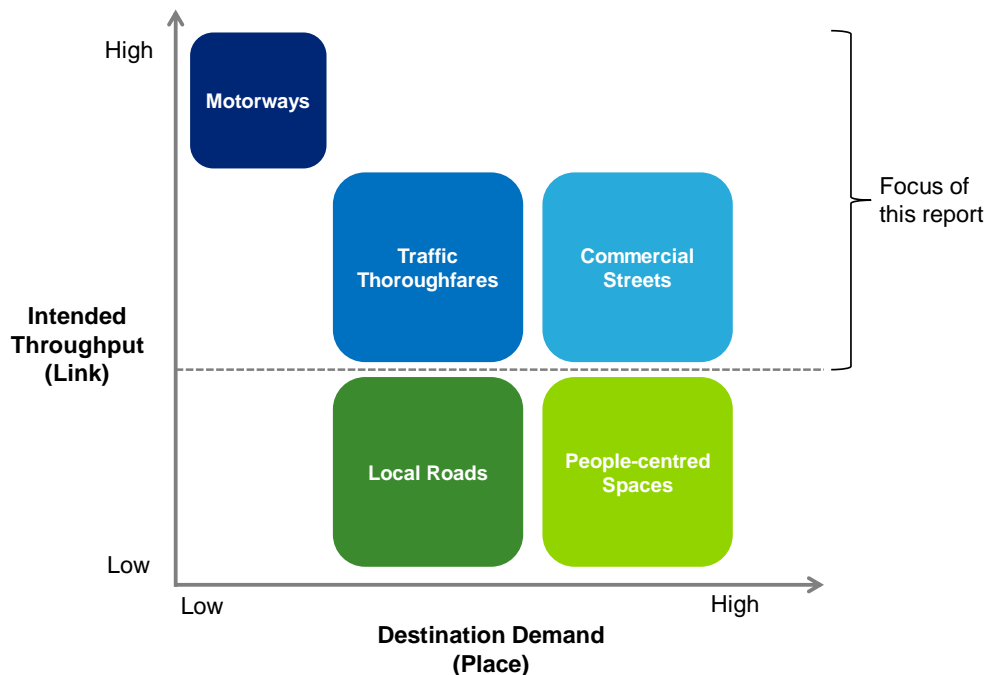 High
Motorways
Focus of
this report
Traffic
Thoroughfares
Commercial
Streets
Intended
Throughput
(Link)
Local Roads
People-centred
Spaces
Low
Low
High
Destination Demand
(Place)